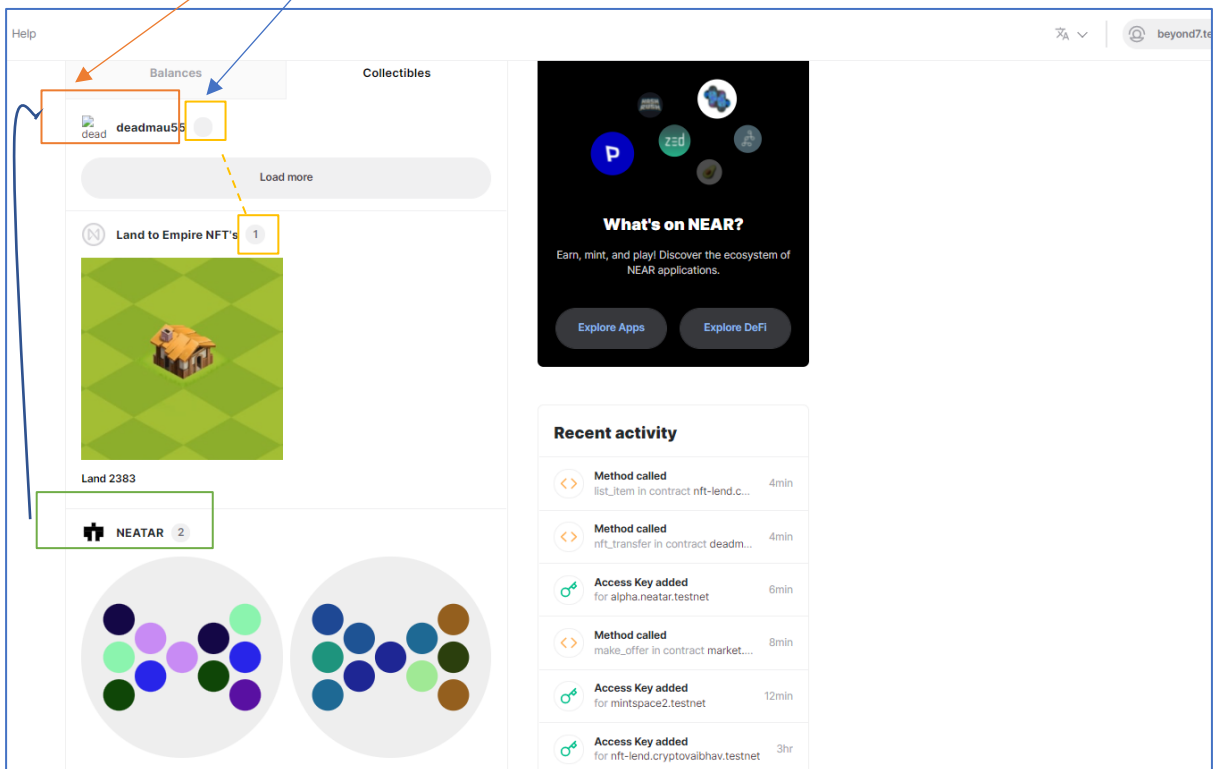 Help
beyond7.te
Balances
Collectibles
dead
deadmau55
Load more
Land to Empire NFT's 1
Land 2383
NEATAR 2
zed
What's on NEAR?
Earn, mint, and play! Discover the ecosystem of
NEAR applications.
Explore Apps
Explore DeFi
Recent activity
Method called
list_item in contract nft-lend.c... 4min
Method called
nft_transfer in contract deadm... 4min
Access Key added
for alpha.neatar.testnet 6min
Method called
make_offer in contract market.... 8min
Access Key added
for mintspace2.testnet 12min
Access Key added
for nft-lend.cryptovaibhav.testnet 3hr